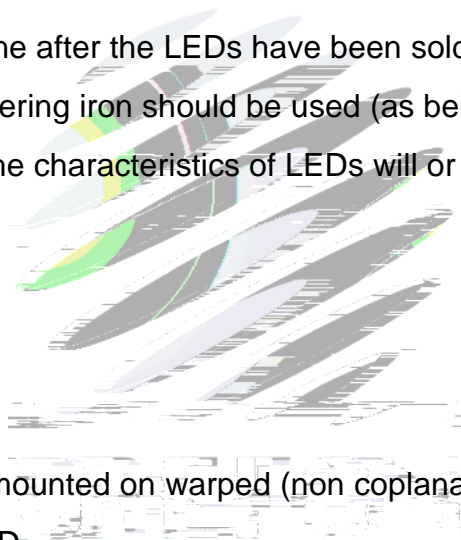 ne after the LEDs have been sold
ering iron should be used (as be
ne characteristics of LEDs will or
mounted on warped (non coplana